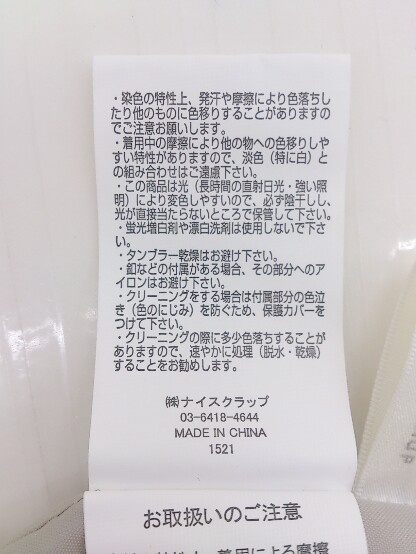 ・染色の特性上、発汗や摩擦により色落ちし
たり他のものに色移りすることがありますの
でご注意お願いします。
・着用中の摩擦により他の物への色移りしや
すい特性がありますので、淡色（特に白）と
の組み合わせはご遠慮下さい。
・この商品は光（長時間の直射日光・強い照
明）により変色しやすいので、必ず陰干しし、
光が直接当たらないところで保管して下さい。
・蛍光増白剤や漂白洗剤は使用しないで下さ
い。
・タンブラー乾燥はお避け下さい。
・釦などの付属がある場合、その部分へのア
イロンはお避け下さい。
・クリーニングをする場合は付属部分の色泣
き（色のにじみ）を防ぐため、保護カバーを
つけて下さい。
・クリーニングの際に多少色落ちすることが
ありますので、速やかに処理（脱水・乾燥）
することをお勧めします。
㈱ナイスクラップ
03-6418-4644
MADE IN CHINA
1521
お取扱いのご注意
着用による摩擦